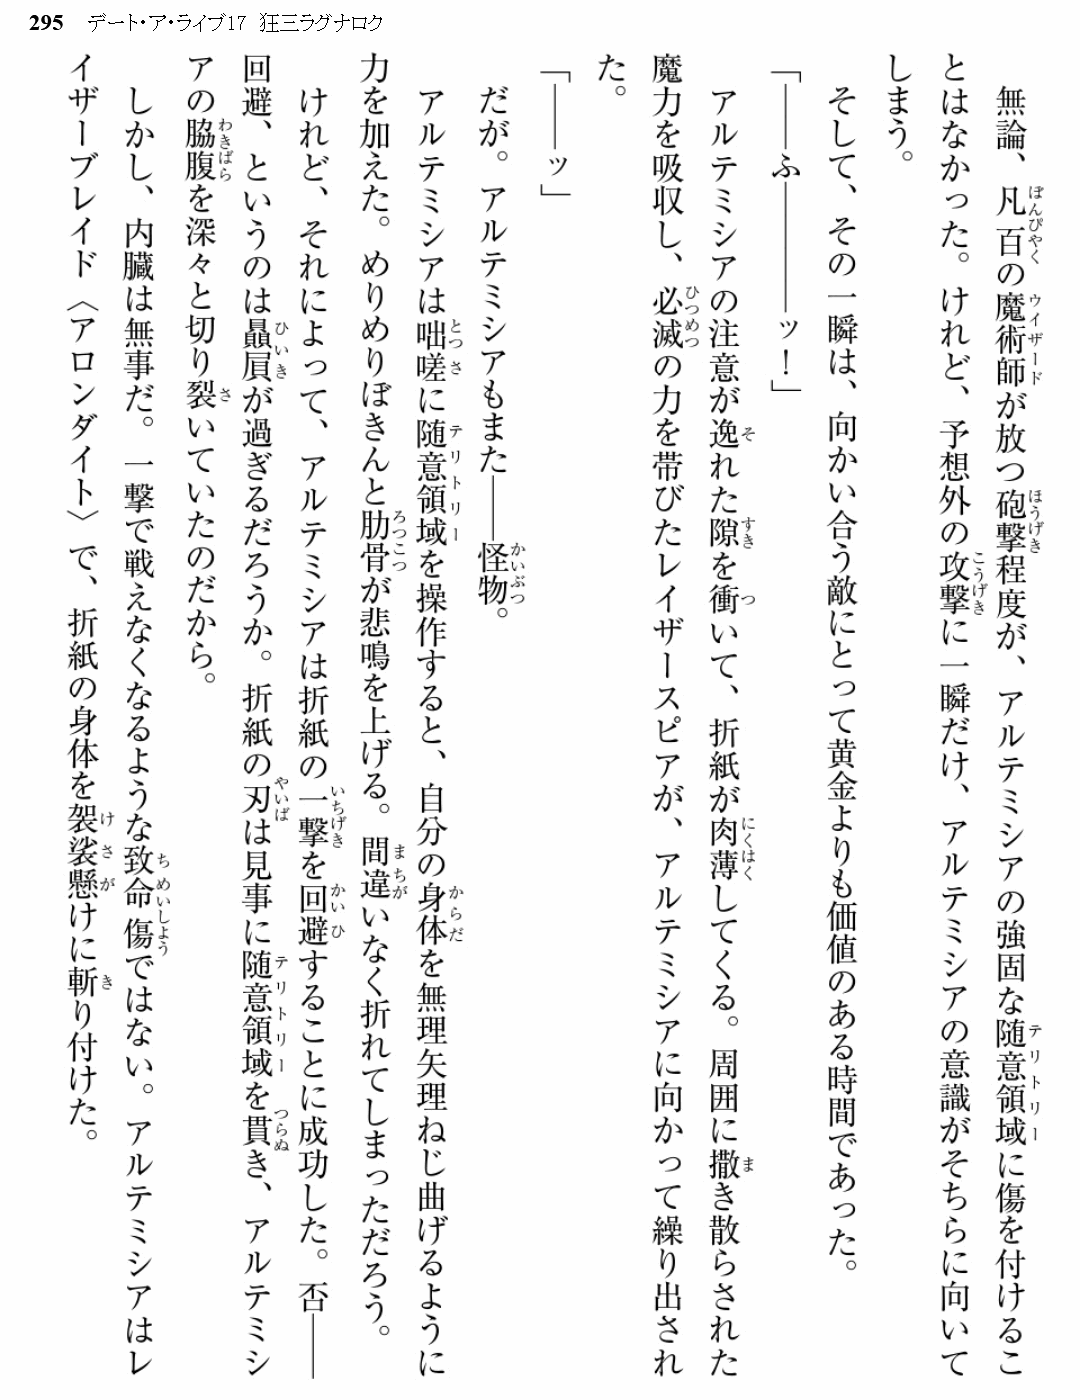 295 デート・ア・ライブ17 狂三ラグナロク
無論、凡百の魔術師が放つ砲撃程度が、アルテミシアの強固な随意領域に傷を付けるこ
とはなかった。けれど、予想外の攻撃に一瞬だけ、アルテミシアの意識がそちらに向いて
しまう。
そして、その一瞬は、向かい合う敵にとって黄金よりも価値のある時間であった。
「――ふ――――ッ！」
アルテミシアの注意が逸れた隙を衝いて、折紙が肉薄してくる。周囲に撒き散らされた
魔力を吸収し、必滅の力を帯びたレイザースピアが、アルテミシアに向かって繰り出され
た。
「――ッ」
だが。アルテミシアもまた――怪物。
アルテミシアは咄嗟に随意領域を操作すると、自分の身体を無理矢理ねじ曲げるように
力を加えた。めりめりぼきんと肋骨が悲鳴を上げる。間違いなく折れてしまっただろう。
けれど、それによって、アルテミシアは折紙の一撃を回避することに成功した。否――
回避、というのは贔屓が過ぎるだろうか。折紙の刃は見事に随意領域を貫き、アルテミシ
アの脇腹を深々と切り裂いていたのだから。
しかし、内臓は無事だ。一撃で戦えなくなるような致命傷ではない。アルテミシアはレ
イザーブレイド〈アロンダイト〉で、折紙の身体を袈裟懸けに斬り付けた。